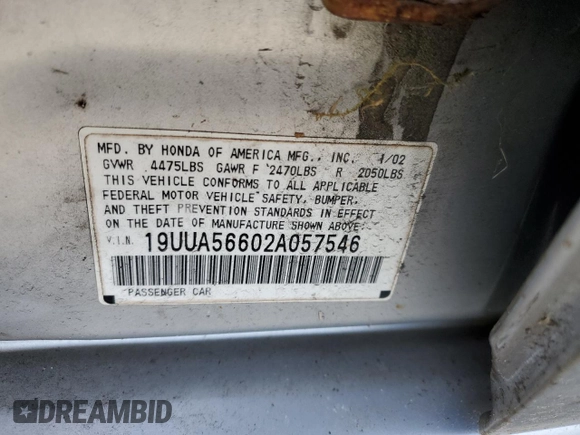 MFD. BY HONDA OF AMERICA MFG., INC. 1/02
GVWR 4475LBS GAWR F 2470LBS R 2050LBS
THIS VEHICLE CONFORMS TO ALL APPLICABLE
FEDERAL MOTOR VEHICLE SAFETY, BUMPER,
AND THEFT PREVENTION STANDARDS IN EFFECT
ON THE DATE OF MANUFACTURE SHOWN ABOVE.
V.I.N. 19UUA56602A057546
PASSENGER CAR
DREAMBID